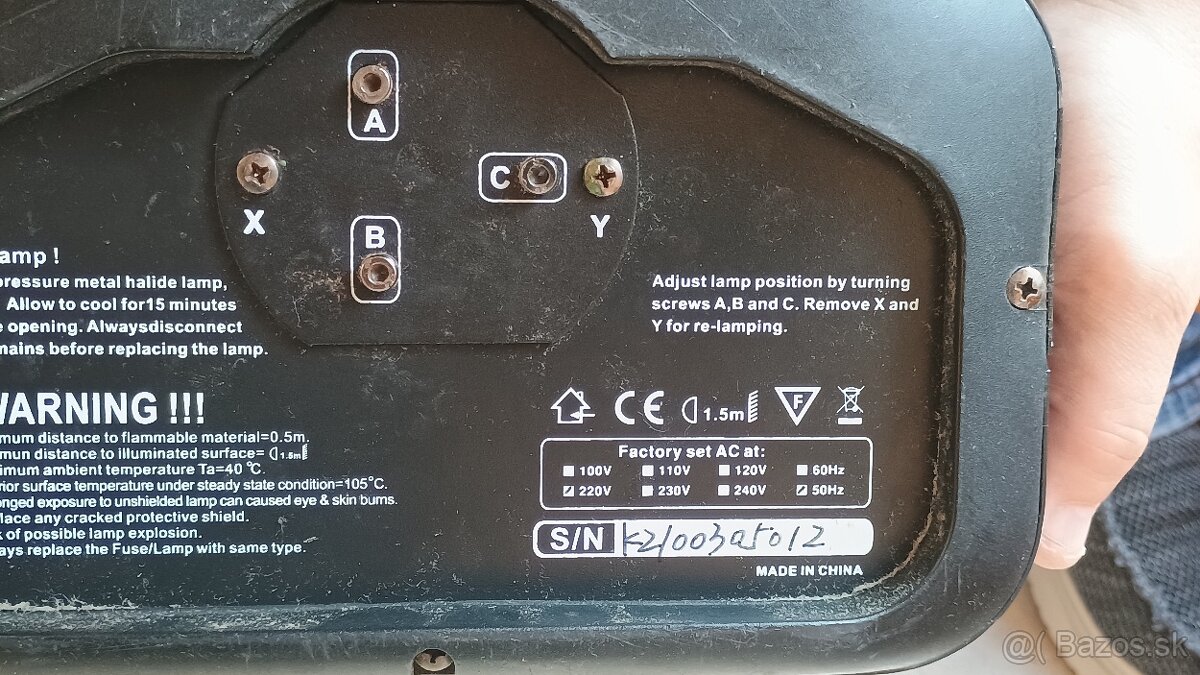 A
C
X
Y
B
amp !
pressure metal halide lamp,
Allow to cool for15 minutes
e opening. Alwaysdisconnect
mains before replacing the lamp.
Adjust lamp position by turning
screws A,B and C. Remove X and
Y for re-lamping.
WARNING !!!
mum distance to flammable material=0.5m.
mun distance to illuminated surface= 1.5m
imum ambient temperature Ta=40 ℃.
rior surface temperature under steady state condition=105°C.
onged exposure to unshielded lamp can caused eye & skin burns.
lace any cracked protective shield.
k of possible lamp explosion.
ays replace the Fuse/Lamp with same type.
CE 1.5m F
Factory set AC at:
100V 110V 120V 60Hz
220V 230V 240V 50Hz
S/N
MADE IN CHINA
@( Bazos.sk